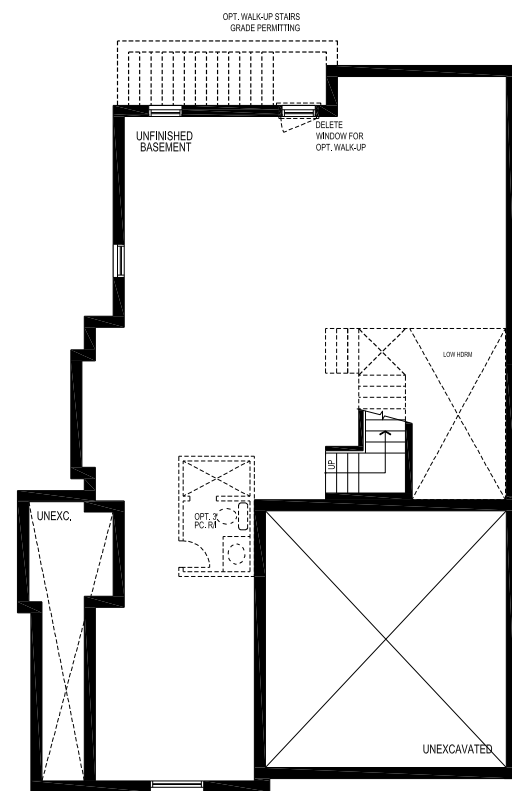 OPT. WALK-UP STAIRS
GRADE PERMITTING
UNFINISHED
BASEMENT
DELETE
WINDOW FOR
OPT. WALK-UP
LOW HDRM
UP
UNEXC.
OPT. 3
PC. R/I
UNEXCAVATED